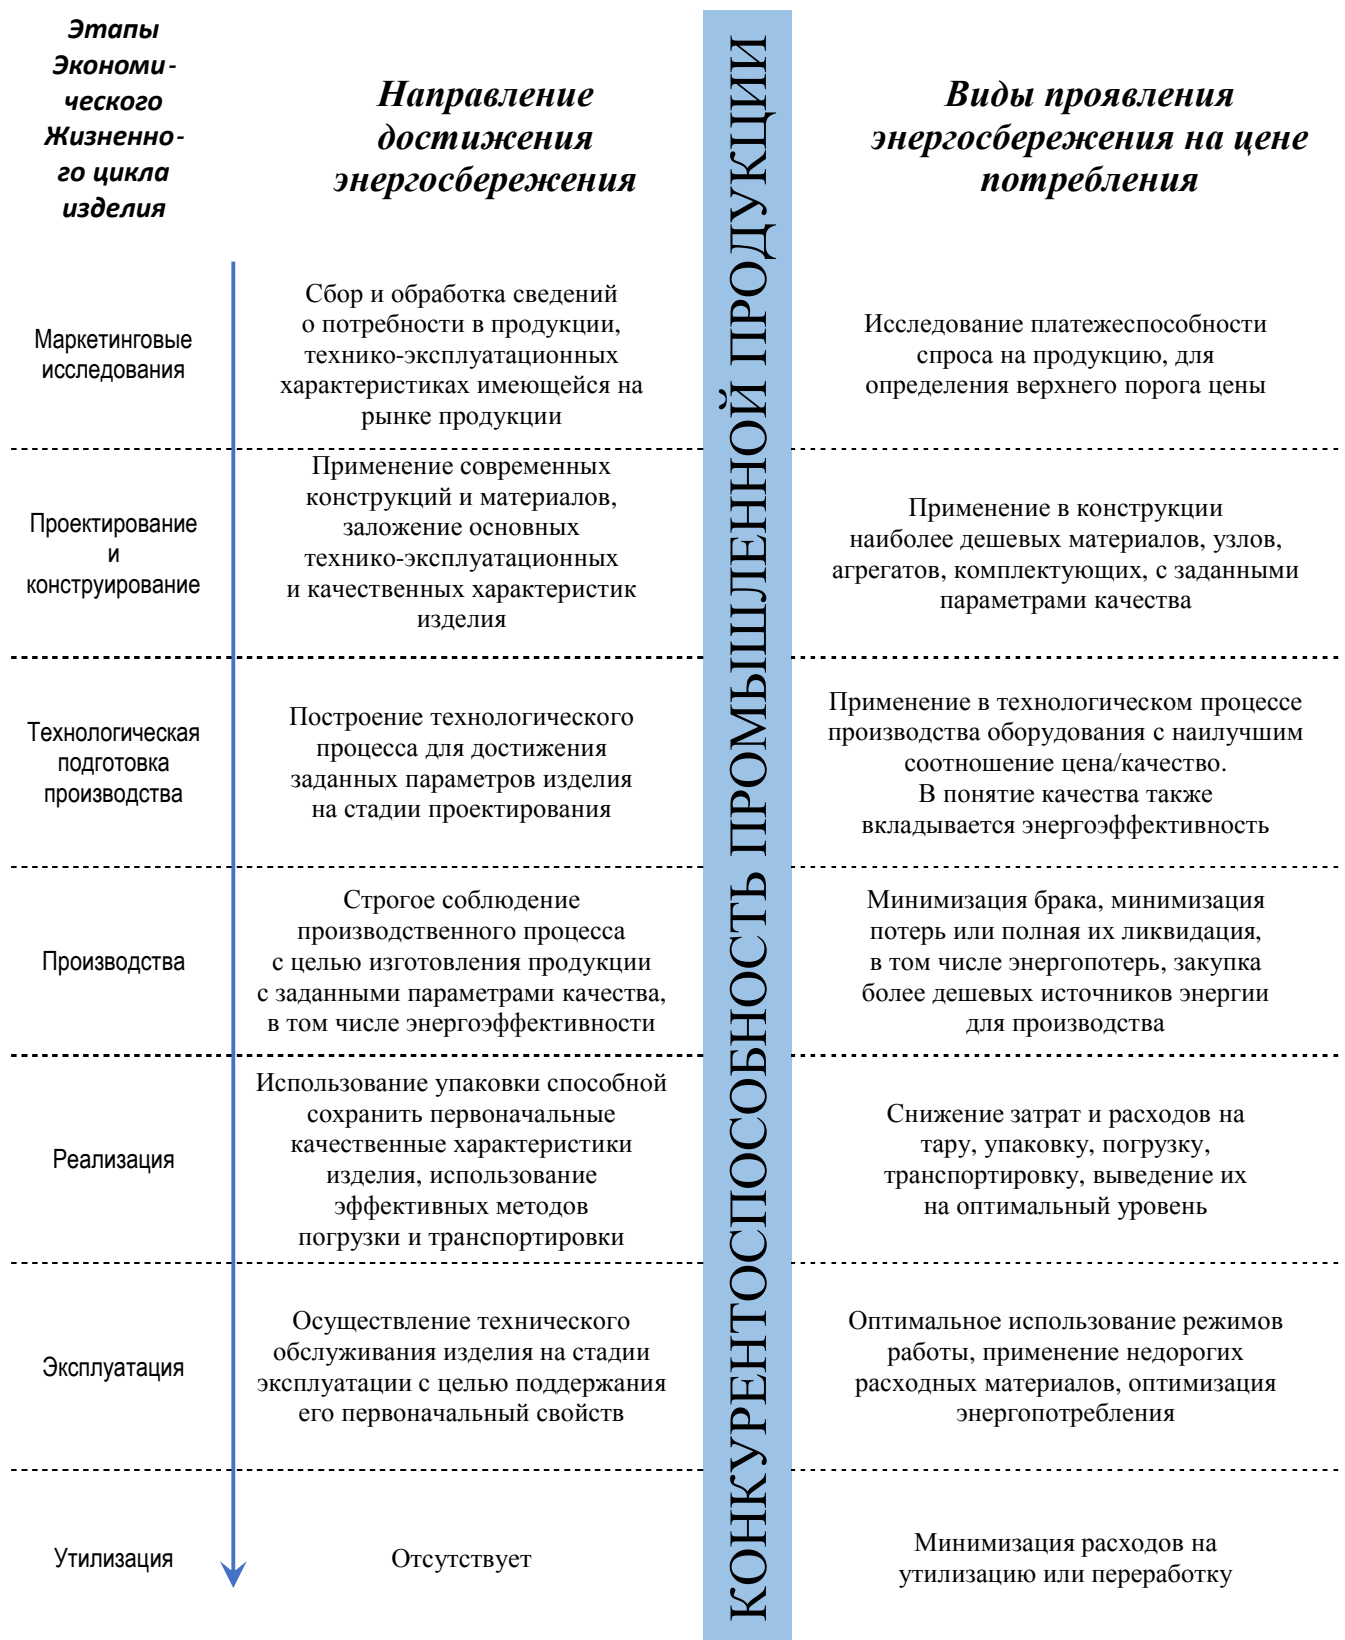 Этапы
Экономи-
ческого
Жизненно-
го цикла
изделия
Направление
достижения
энергосбережения
КОНКУРЕНТОСПОСОБНОСТЬ ПРОМЫШЛЕННОЙ ПРОДУКЦИИ
Виды проявления
энергосбережения на цене
потребления
Маркетинговые
исследования
Сбор и обработка сведений
о потребности в продукции,
технико-эксплуатационных
характеристиках имеющейся на
рынке продукции
Исследование платежеспособности
спроса на продукцию, для
определения верхнего порога цены
Проектирование
и
конструирование
Применение современных
конструкций и материалов,
заложение основных
технико-эксплуатационных
и качественных характеристик
изделия
Применение в конструкции
наиболее дешевых материалов, узлов,
агрегатов, комплектующих, с заданными
параметрами качества
Технологическая
подготовка
производства
Построение технологического
процесса для достижения
заданных параметров изделия
на стадии проектирования
Применение в технологическом процессе
производства оборудования с наилучшим
соотношение цена/качество.
В понятие качества также
вкладывается энергоэффективность
Производства
Строгое соблюдение
производственного процесса
с целью изготовления продукции
с заданными параметрами качества,
в том числе энергоэффективности
Минимизация брака, минимизация
потерь или полная их ликвидация,
в том числе энергопотерь, закупка
более дешевых источников энергии
для производства
Реализация
Использование упаковки способной
сохранить первоначальные
качественные характеристики
изделия, использование
эффективных методов
погрузки и транспортировки
Снижение затрат и расходов на
тару, упаковку, погрузку,
транспортировку, выведение их
на оптимальный уровень
Эксплуатация
Осуществление технического
обслуживания изделия на стадии
эксплуатации с целью поддержания
его первоначальный свойств
Оптимальное использование режимов
работы, применение недорогих
расходных материалов, оптимизация
энергопотребления
Утилизация
Отсутствует
Минимизация расходов на
утилизацию или переработку